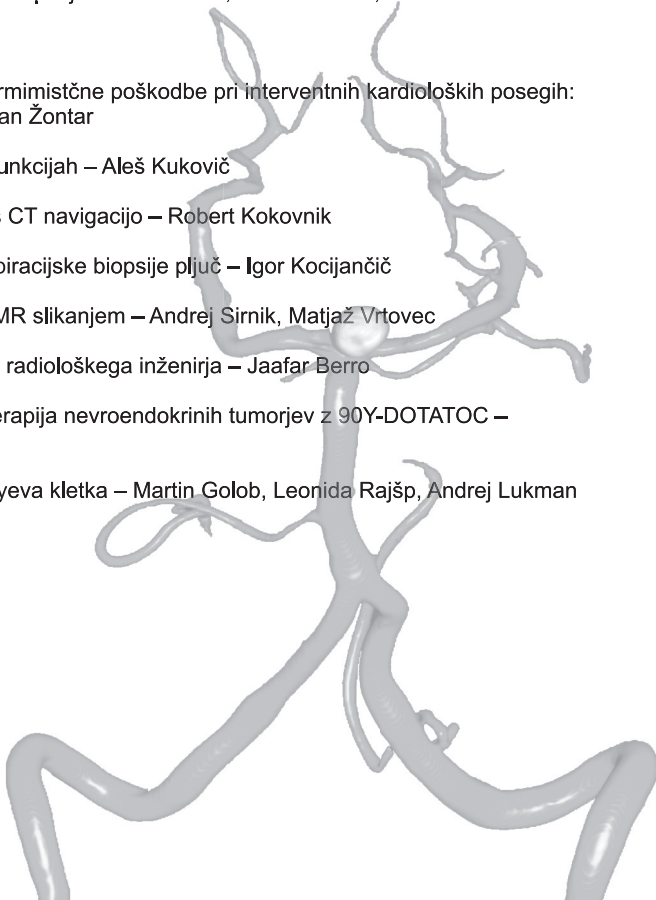 rmimistčne poškodbe pri interventnih kardioloških posegih:
an Žontar
unkcijah – Aleš Kukovič
s CT navigacijo – Robert Kokovnik
piracijske biopsije pljuč – Igor Kocijančič
MR slikanjem – Andrej Sirnik, Matjaž Vrtovec
radiološkega inženirja – Jaafar Berro
erapija nevroendokrinih tumorjev z 90Y-DOTATOC –
yeva kletka – Martin Golob, Leonida Rajšp, Andrej Lukman